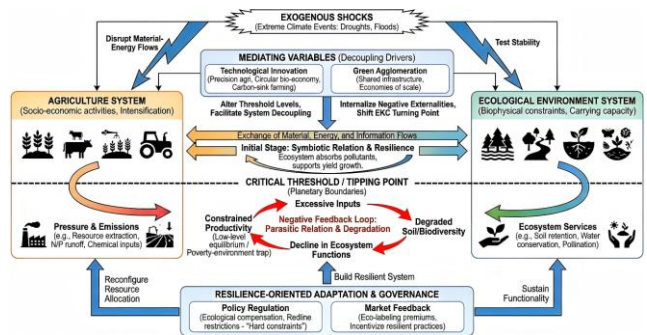 EXOGENOUS SHOCKS
(Extreme Climate Events: Droughts, Floods)
Disrupt Material-
Energy Flows
Test Stability
MEDIATING VARIABLES (Decoupling Drivers)
Technological Innovation
(Precision agri, Circular bio-economy,
Carbon-sink farming)
Green Agglomeration
(Shared infrastructure,
Economies of scale)
AGRICULTURE SYSTEM
(Socio-economic activities, Intensification)
ECOLOGICAL ENVIRONMENT SYSTEM
(Biophysical constraints, Carrying capacity)
Alter Threshold Levels,
Facilitate System Decoupling
Internalize Negative Externalities,
Shift EKC Turning Point
Exchange of Material, Energy, and Information Flows
Initial Stage: Symbiotic Relation & Resilience
Ecosystem absorbs pollutants,
supports yield growth.
CRITICAL THRESHOLD / TIPPING POINT
(Planetary Boundaries)
Excessive Inputs
Negative Feedback Loop:
Parasitic Relation & Degradation
Constrained
Productivity
(Low-level
equilibrium /
Poverty-environment trap)
Degraded
Soil/Biodiversity
Decline in Ecosystem
Functions
Pressure & Emissions
(e.g., Resource extraction,
N/P runoff, Chemical inputs)
Ecosystem Services
(e.g., Soil retention, Water
conservation, Pollination)
Reconfigure
Resource
Allocation
Build Resilient System
Sustain
Functionality
RESILIENCE-ORIENTED ADAPTATION & GOVERNANCE
Policy Regulation
(Ecological compensation, Redline
restrictions - "Hard constraints")
Market Feedback
(Eco-labeling premiums,
Incentivize resilient practices)